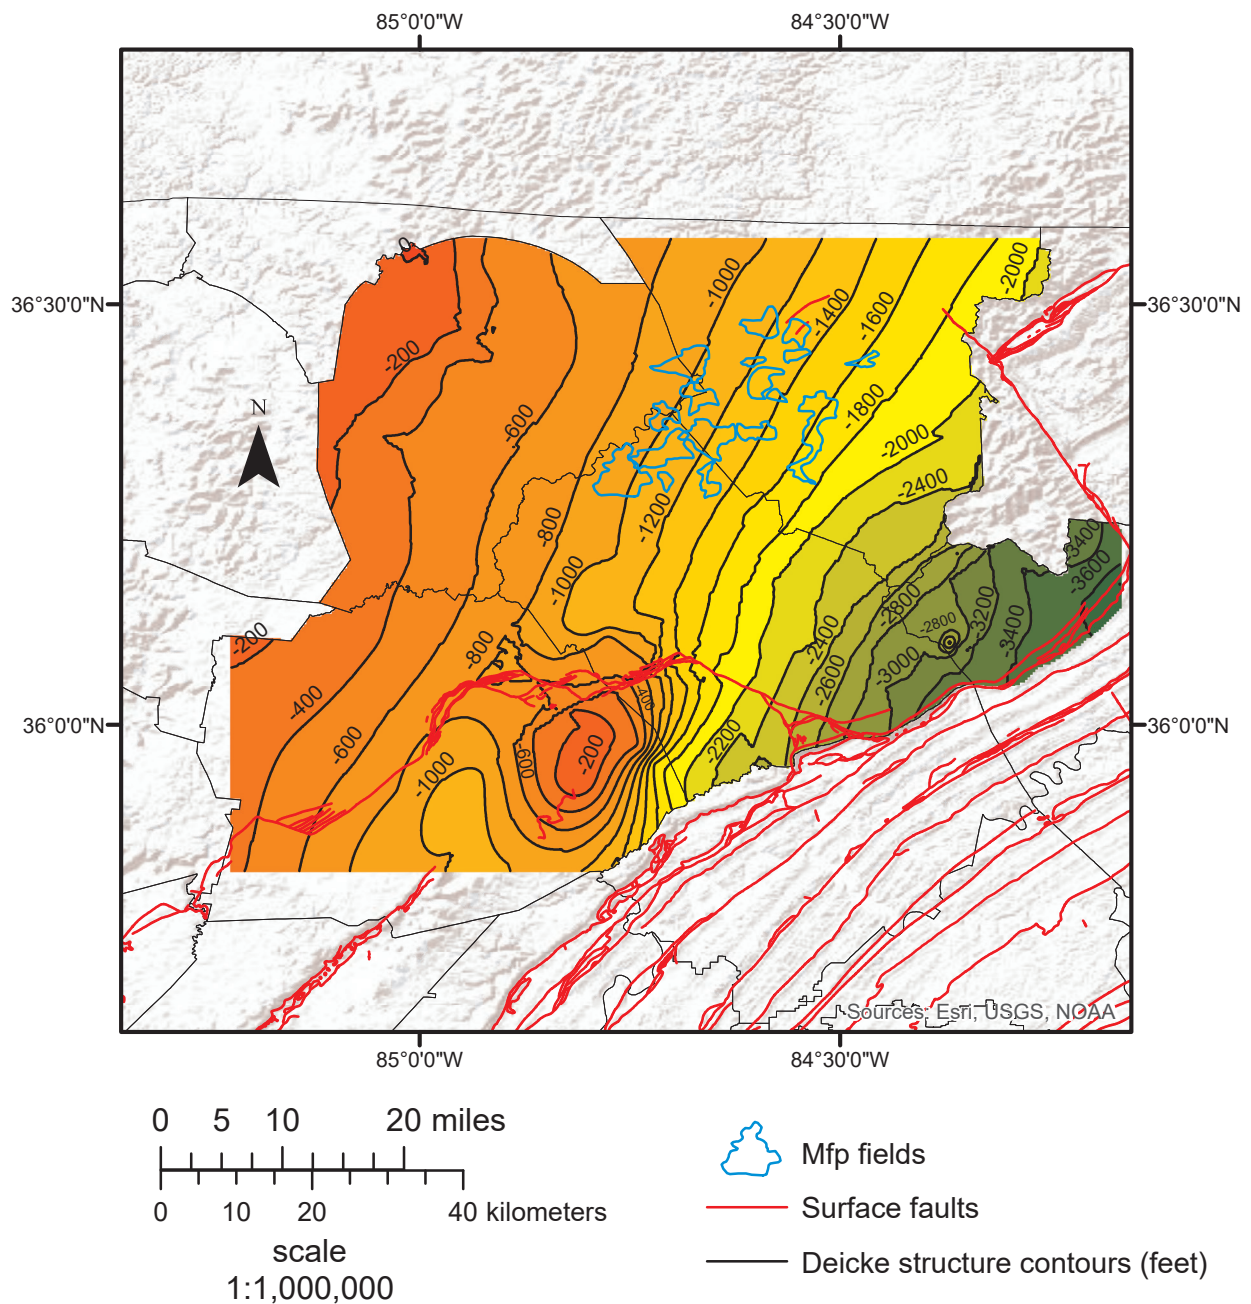 85°0'0"W 84°30'0"W
0
-2000
-1000
36°30'0"N 36°30'0"N
-1400
-1600
-200
-1800
N
-600
-2000
-2400
-1200
-800
-3400
-3600
-1000
-2800
-3200
-2800
-3400
-200
-2400
-800
-3000
-2600
-400
-400
36°0'0"N 36°0'0"N
-600
-2200
-200
-600
-1000
Sources: Esri, USGS, NOAA
85°0'0"W 84°30'0"W
0 5 10 20 miles
0 10 20 40 kilometers
scale
1:1,000,000
Mfp fields
Surface faults
Deicke structure contours (feet)